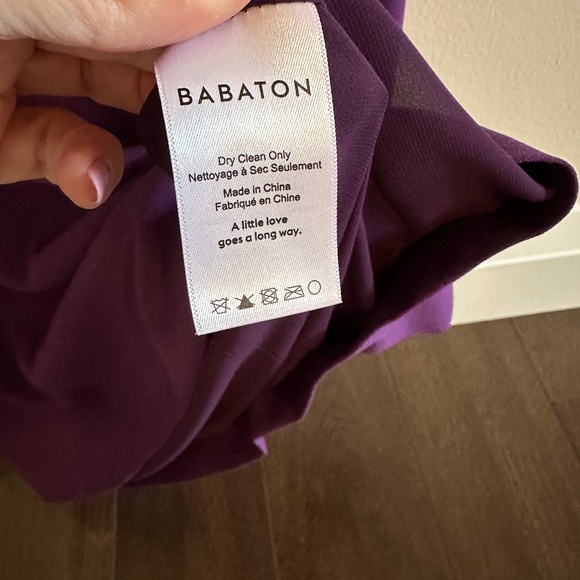 BABATON
Dry Clean Only
Nettoyage à Sec Seulement
Made in China
Fabriqué en Chine
A little love
goes a long way.